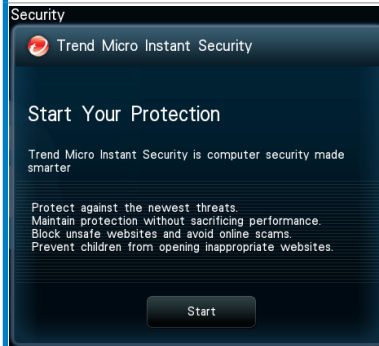 Security
Trend Micro Instant Security
Start Your Protection
Trend Micro Instant Security is computer security made
smarter
Protect against the newest threats.
Maintain protection without sacrificing performance.
Block unsafe websites and avoid online scams.
Prevent children from opening inappropriate websites.
Start